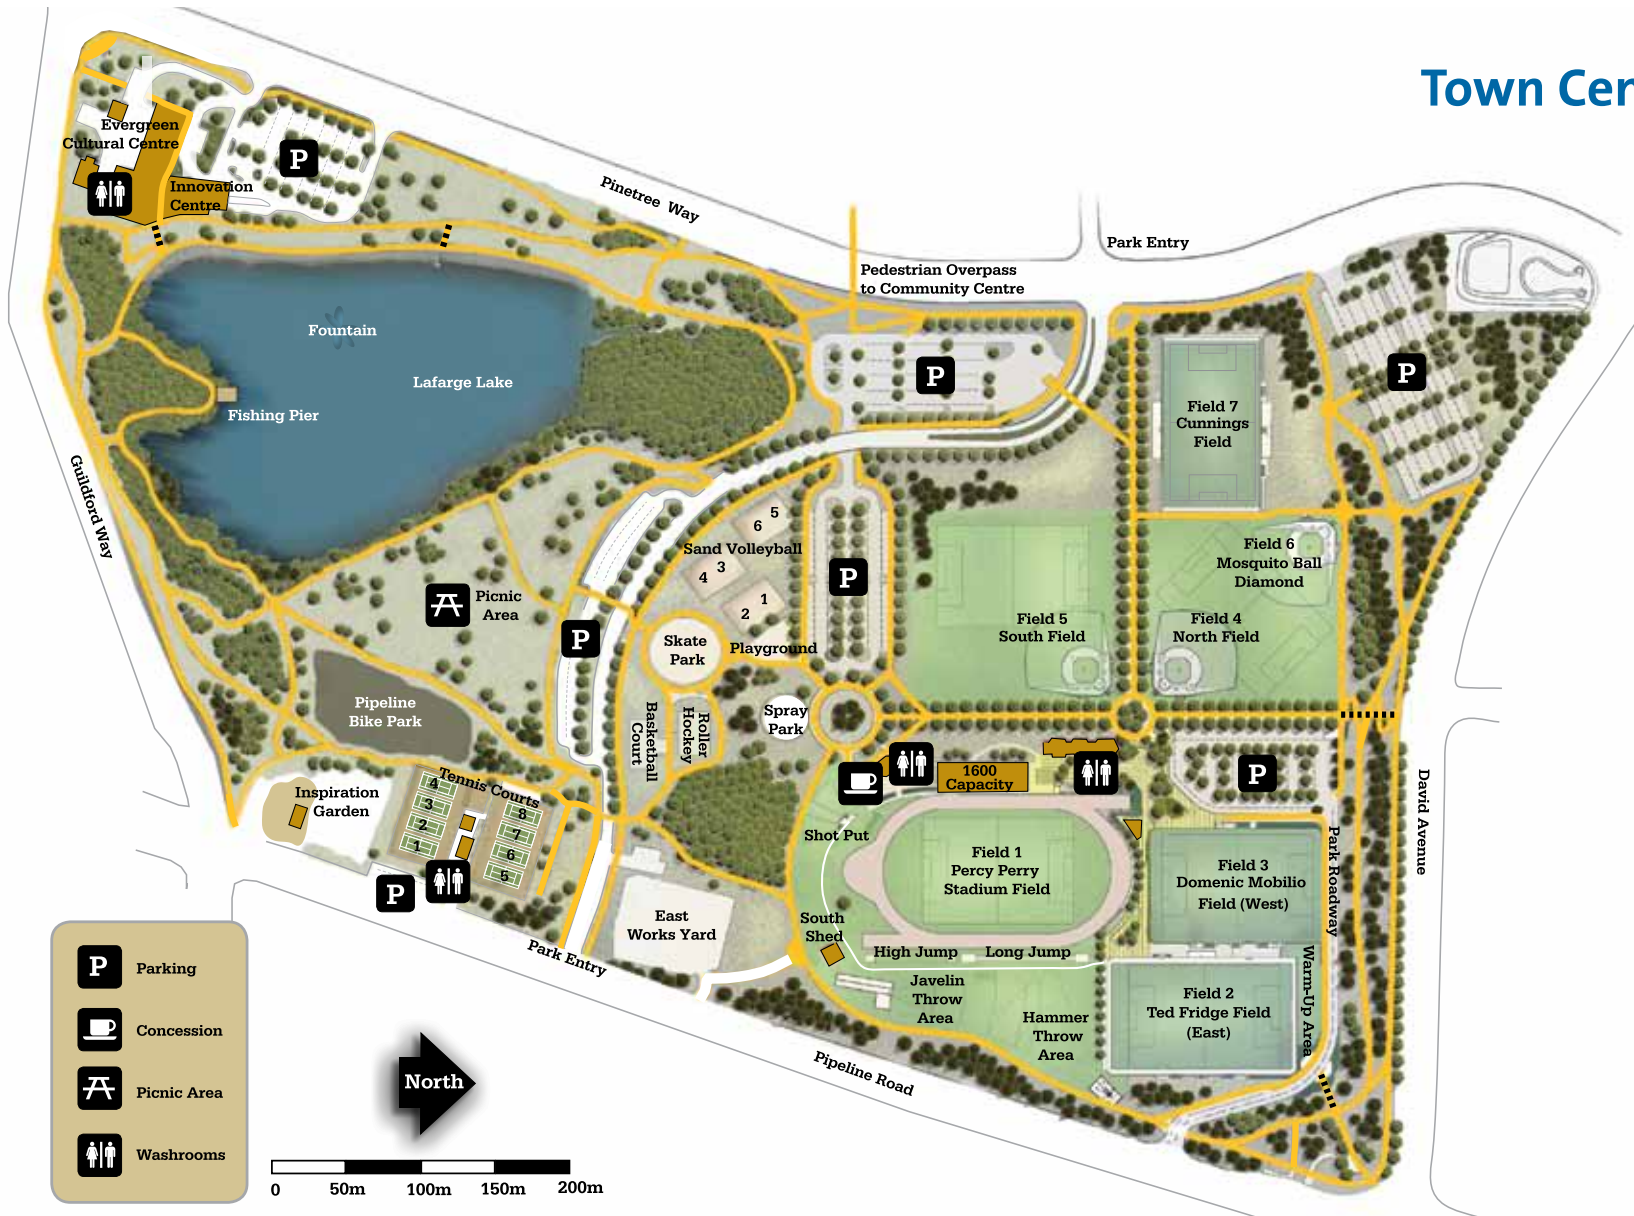 Town Cen
Evergreen
Cultural Centre
P
Innovation
Centre
Pinetree Way
Park Entry
Pedestrian Overpass
to Community Centre
Fountain
Lafarge Lake
Fishing Pier
P
P
Field 7
Cunnings
Field
Guildford Way
5
6
Sand Volleyball
3
4
1
2
P
Field 6
Mosquito Ball
Diamond
Picnic
Area
Field 5
South Field
Field 4
North Field
P
Skate
Park
Playground
Pipeline
Bike Park
Basketball
Court
Roller
Hockey
Spray
Park
1600
Capacity
P
David Avenue
Inspiration
Garden
Tennis Courts
4
3
2
1
8
7
6
5
P
Shot Put
Field 1
Percy Perry
Stadium Field
Field 3
Domenic Mobilio
Field (West)
Park Roadway
East
Works Yard
South
Shed
High Jump
Long Jump
Park Entry
Javelin
Throw
Area
Hammer
Throw
Area
Field 2
Ted Fridge Field
(East)
Warm-Up Area
Pipeline Road
P
Parking
Concession
Picnic Area
Washrooms
North
0
50m
100m
150m
200m